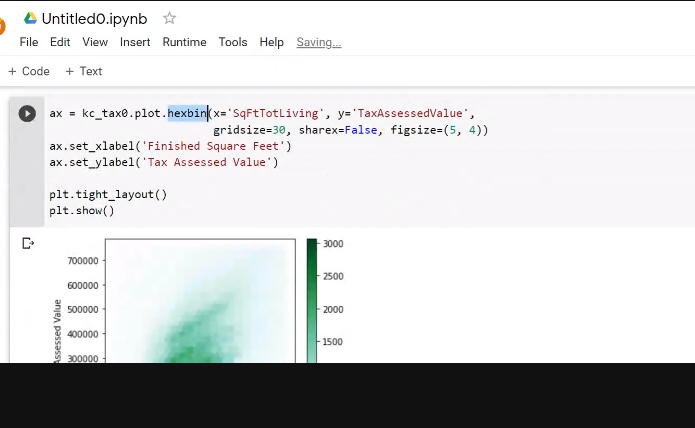 Untitled0.ipynb
File Edit View Insert Runtime Tools Help Saving...
+ Code + Text
ax = kc_tax0.plot.hexbin(x='SqFtTotLiving', y='TaxAssessedValue',
gridsize=30, sharex=False, figsize=(5, 4))
ax.set_xlabel('Finished Square Feet')
ax.set_ylabel('Tax Assessed Value')
plt.tight_layout()
plt.show()
3000
700000
2500
600000
500000
2000
400000
1500
300000
Assessed Value